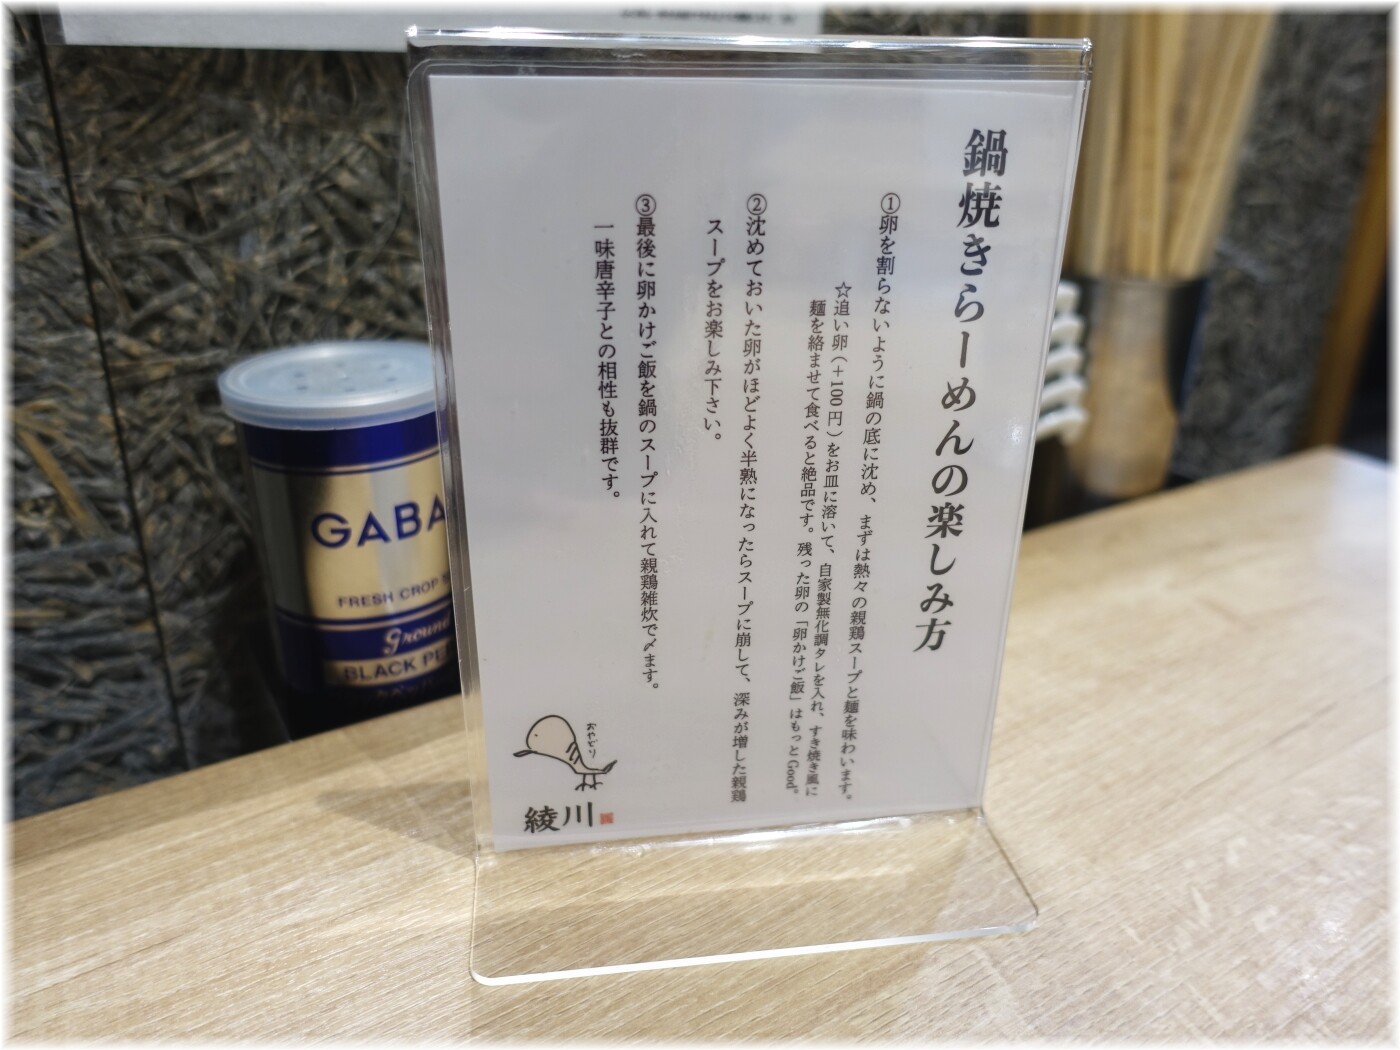 鍋焼きらーめんの楽しみ方
①卵を割らないように鍋の底に沈め、まずは熱々の親鶏スープと麺を味わいます。
☆追い卵(+100円)をお皿に溶いて、自家製無化調タレを入れ、すき焼き風に
麺を絡ませて食べると絶品です。残った卵の「卵かけご飯」はもっとGood。
②沈めておいた卵がほどよく半熟になったらスープに崩して、深みが増した親鶏
スープをお楽しみ下さい。
③最後に卵かけご飯を鍋のスープに入れて親鶏雑炊で〆ます。
一味唐辛子との相性も抜群です。
おやどり
綾川
GABA
FRESH CROP
Ground
BLACK PE